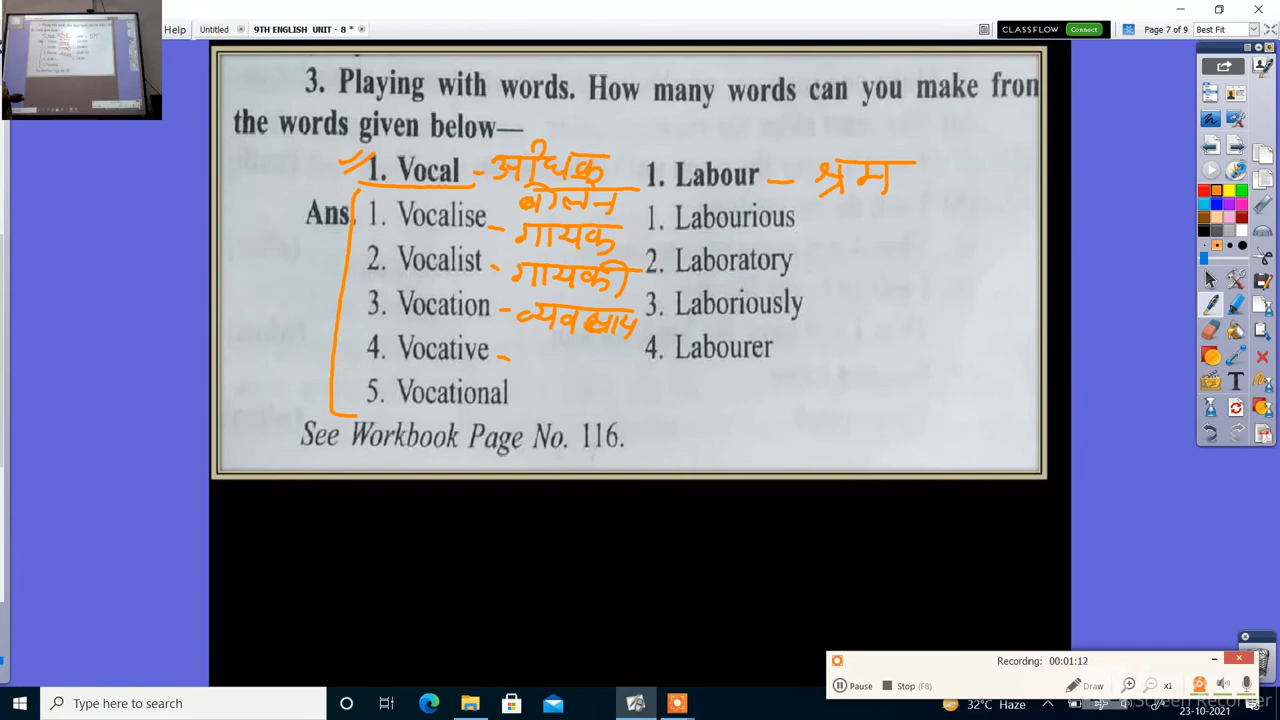 Help
Untitled
9TH ENGLISH UNIT - 8 *
CLASSFLOW
Connect
Page 7 of 9
Best Fit
3. Playing with words. How many words can you make fron
the words given below—
1. Vocal - अधिक
बोलने
1. Labour - श्रम
Ans. 1. Vocalise - गायक
1. Labourious
2. Vocalist - गायकी
2. Laboratory
3. Vocation - व्यवसाय
3. Laboriously
4. Vocative -
4. Labourer
5. Vocational
See Workbook Page No. 116.
Recording: 00:01:12
Pause
Stop (F8)
x1
Draw
Type here to search
32°C Haze
23-10-2021
Screen Recorder